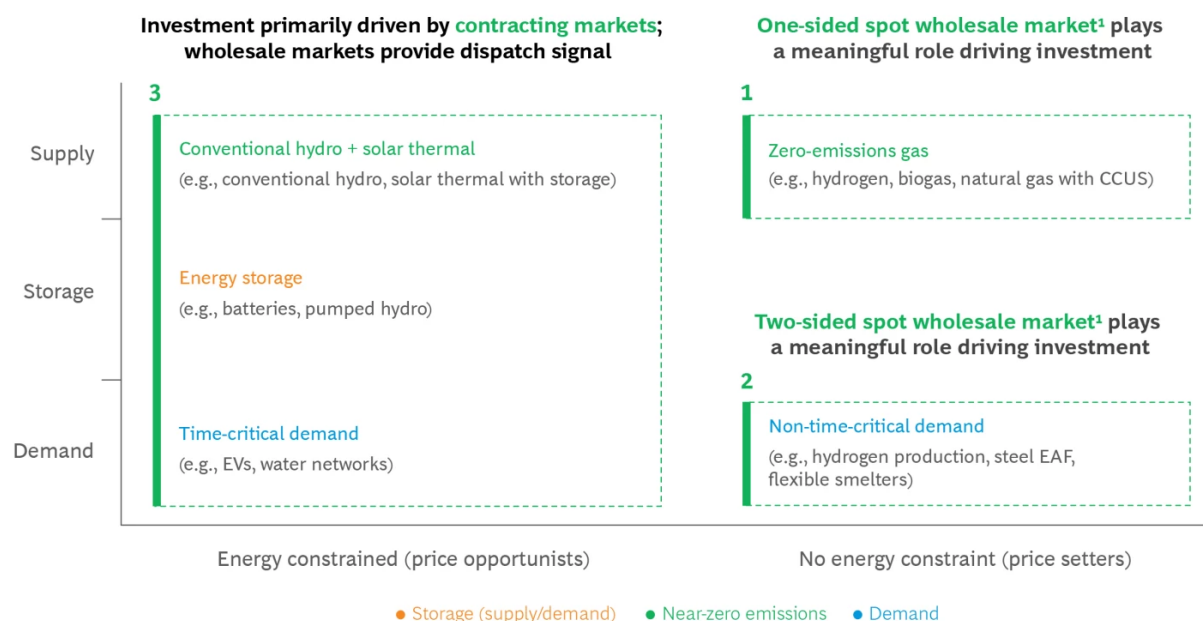 Investment primarily driven by contracting markets;
wholesale markets provide dispatch signal
One-sided spot wholesale market¹ plays
a meaningful role driving investment
3
1
Supply
Conventional hydro + solar thermal
(e.g., conventional hydro, solar thermal with storage)
Zero-emissions gas
(e.g., hydrogen, biogas, natural gas with CCUS)
Storage
Energy storage
(e.g., batteries, pumped hydro)
Two-sided spot wholesale market¹ plays
a meaningful role driving investment
2
Demand
Time-critical demand
(e.g., EVs, water networks)
Non-time-critical demand
(e.g., hydrogen production, steel EAF,
flexible smelters)
Energy constrained (price opportunists)
No energy constraint (price setters)
Storage (supply/demand)
Near-zero emissions
Demand